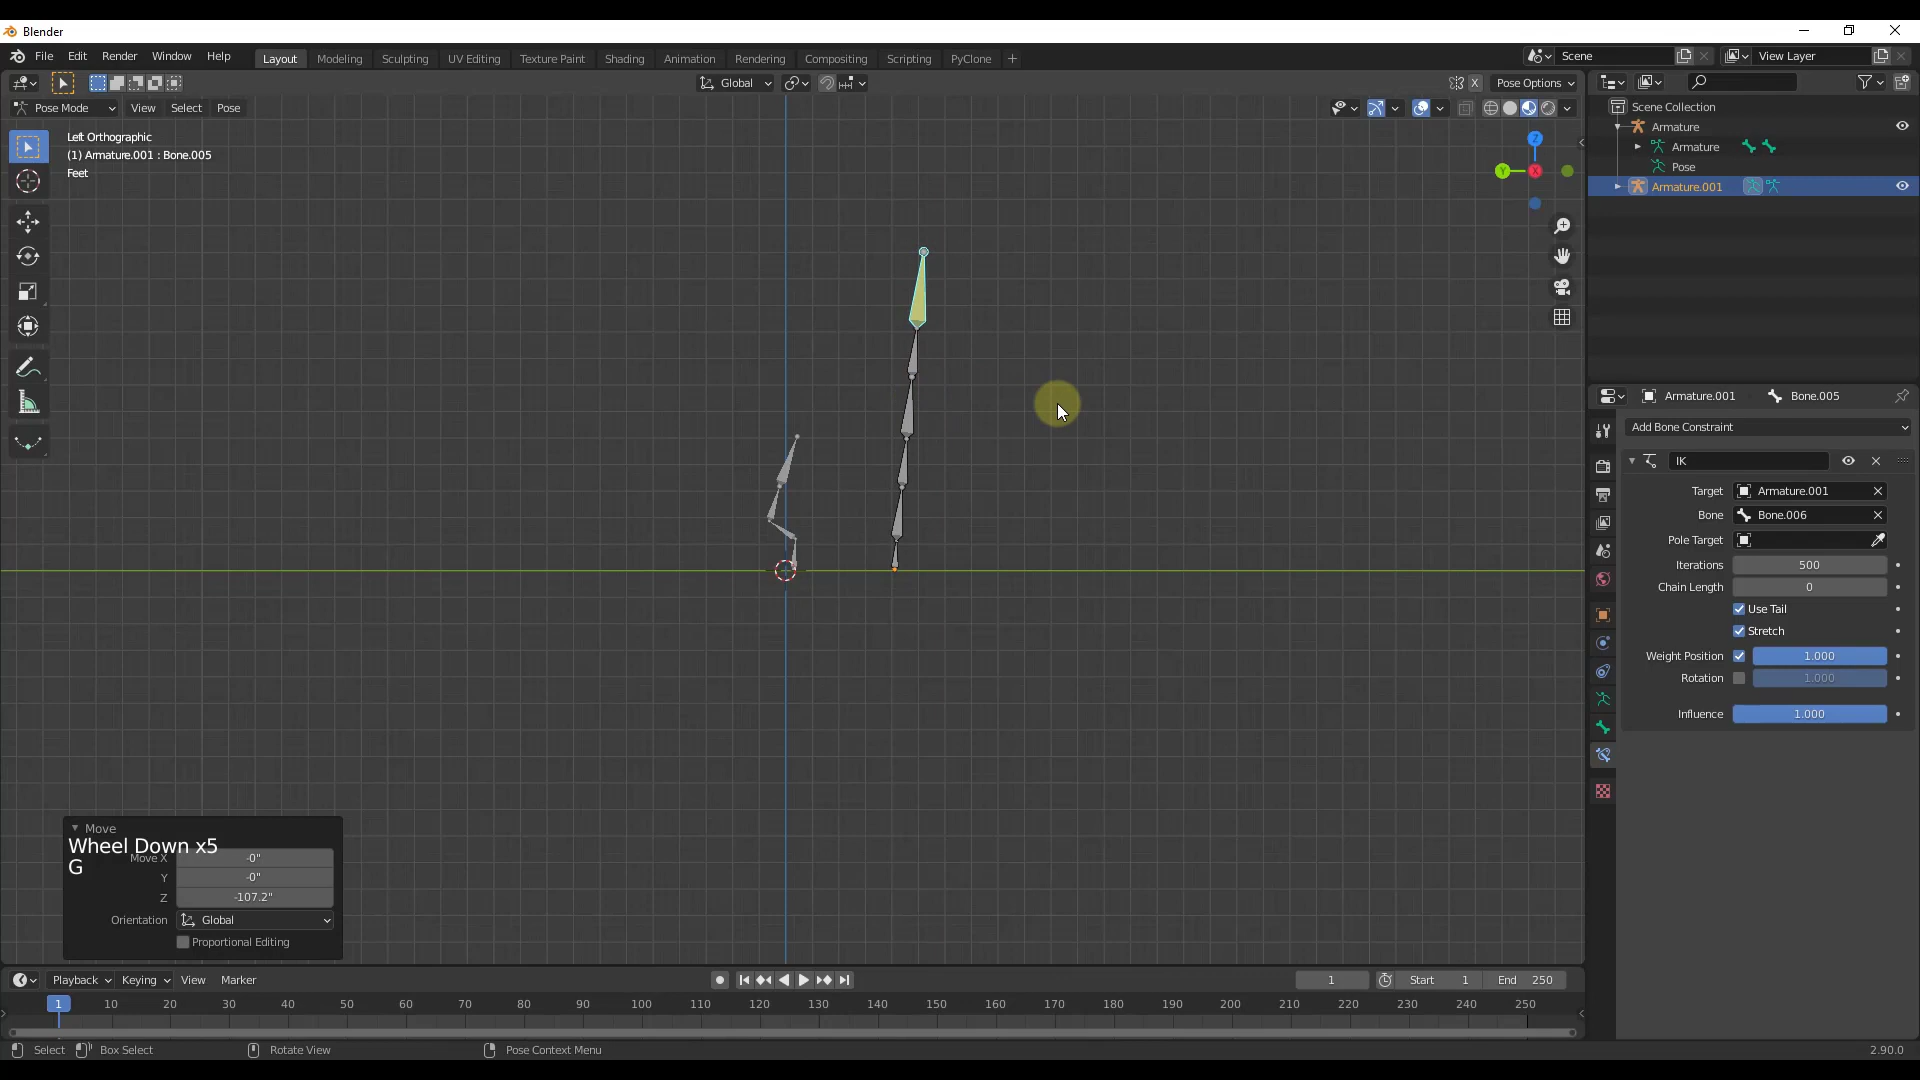 Blender
File Edit Render Window Help Layout Modeling Sculpting UV Editing Texture Paint Shading Animation Rendering Compositing Scripting PyClone + Scene View Layer
Global X Pose Options
Pose Mode View Select Pose
Left Orthographic
(1) Armature.001 : Bone.005
Feet
Z
Y X
Scene Collection
Armature
Armature
Pose
Armature.001
Armature.001 Bone.005
Add Bone Constraint
IK
Target Armature.001
Bone Bone.006
Pole Target
Iterations 500
Chain Length 0
Use Tail
Stretch
Weight Position 1.000
Rotation 1.000
Influence 1.000
Move
Wheel Down x5
G
Move X -0"
Y -0"
Z -107.2"
Orientation Global
Proportional Editing
Playback Keying View Marker 1 Start 1 End 250
1 10 20 30 40 50 60 70 80 90 100 110 120 130 140 150 160 170 180 190 200 210 220 230 240 250
Select Box Select Rotate View Pose Context Menu 2.90.0